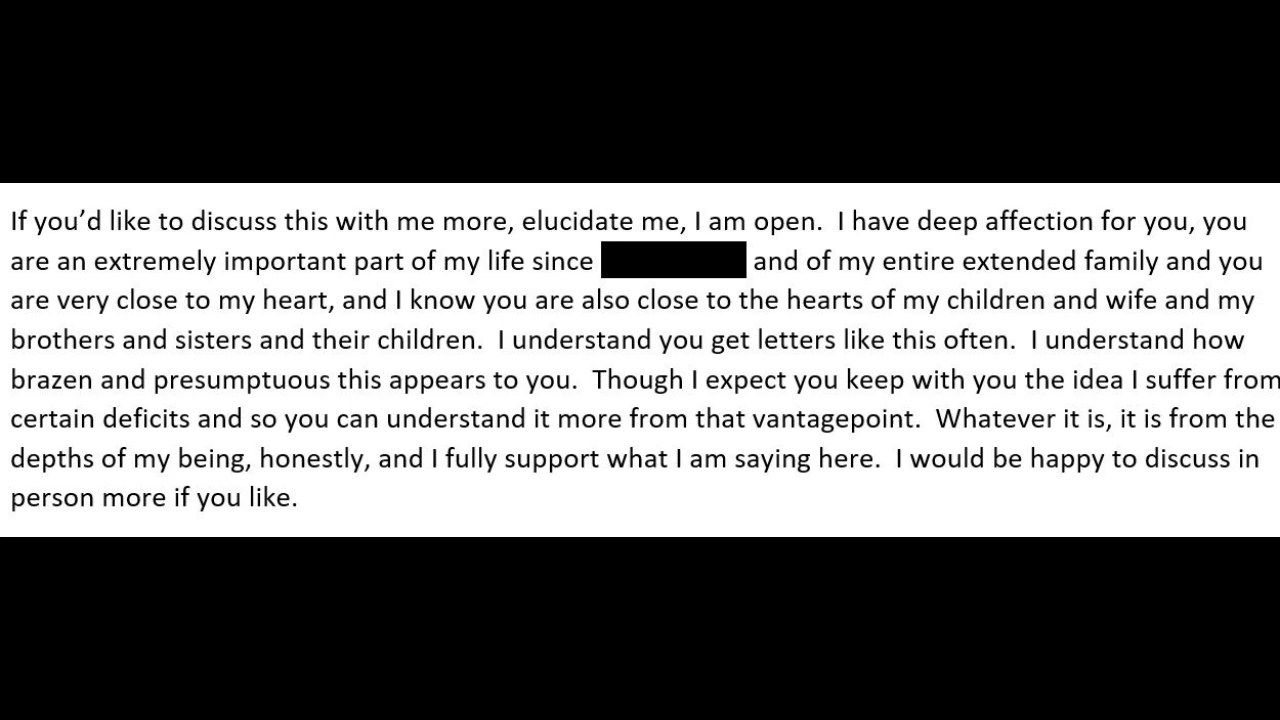 If you’d like to discuss this with me more, elucidate me, I am open.  I have deep affection for you, you
are an extremely important part of my life since and of my entire extended family and you
are very close to my heart, and I know you are also close to the hearts of my children and wife and my
brothers and sisters and their children.  I understand you get letters like this often.  I understand how
brazen and presumptuous this appears to you.  Though I expect you keep with you the idea I suffer from
certain deficits and so you can understand it more from that vantagepoint.  Whatever it is, it is from the
depths of my being, honestly, and I fully support what I am saying here.  I would be happy to discuss in
person more if you like.